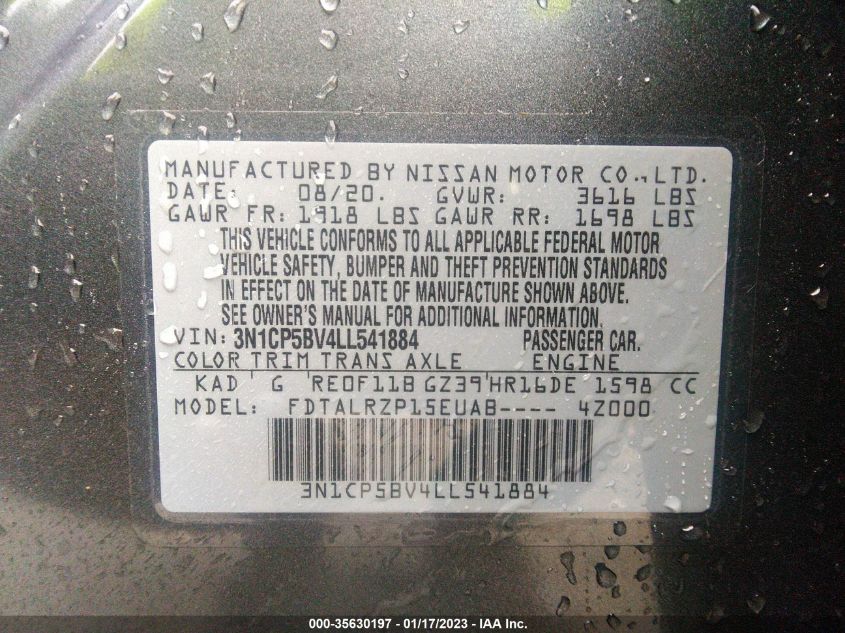 MANUFACTURED BY NISSAN MOTOR CO., LTD.
DATE: 08/20. GVWR: 3616 LBS
GAWR FR: 1918 LBS GAWR RR: 1698 LBS
THIS VEHICLE CONFORMS TO ALL APPLICABLE FEDERAL MOTOR
VEHICLE SAFETY, BUMPER AND THEFT PREVENTION STANDARDS
IN EFFECT ON THE DATE OF MANUFACTURE SHOWN ABOVE.
SEE OWNER'S MANUAL FOR ADDITIONAL INFORMATION.
VIN: 3N1CP5BV4LL541884 PASSENGER CAR.
COLOR TRIM TRANS AXLE ENGINE
KAD G RE0F11B GZ39 HR16DE 1598 CC
MODEL: FDTALRZP15EUAB---- 4Z000
3N1CP5BV4LL541884
000-35630197 - 01/17/2023 - IAA Inc.